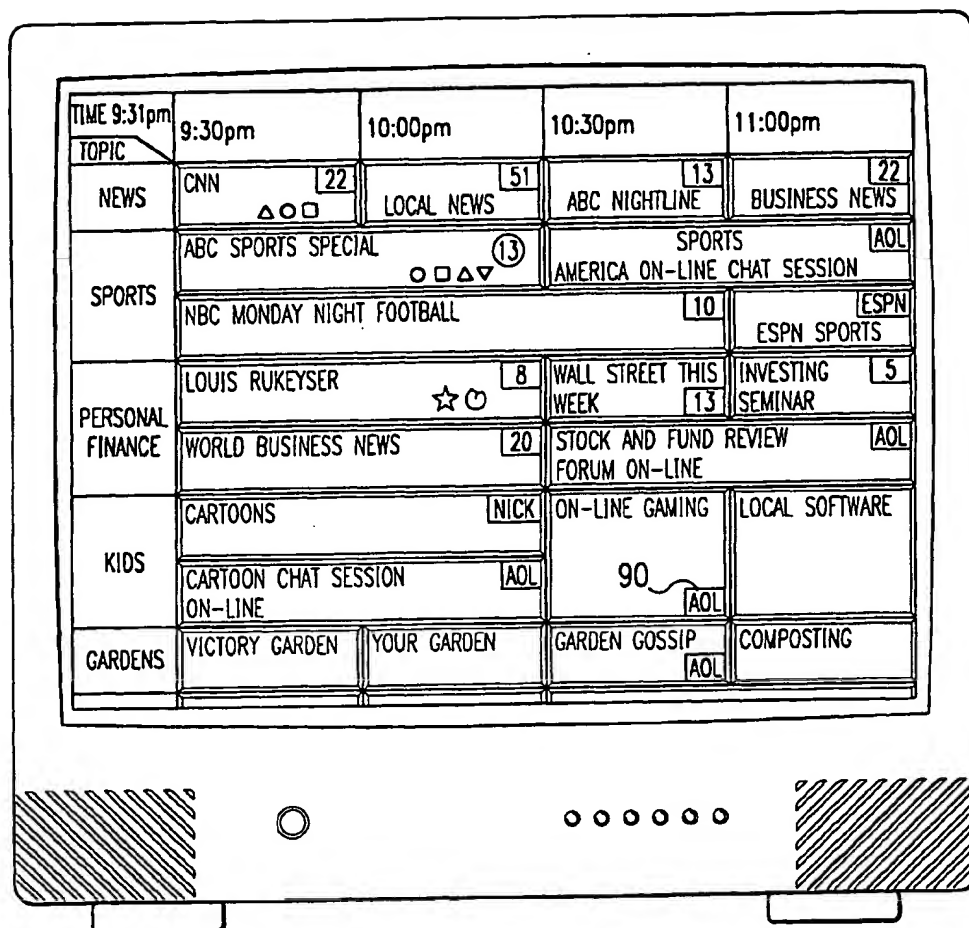 TIME 9:31pm
TOPIC
9:30pm 10:00pm 10:30pm 11:00pm
NEWS
CNN 22
51
LOCAL NEWS
13
ABC NIGHTLINE
22
BUSINESS NEWS
SPORTS
ABC SPORTS SPECIAL 13
SPORTS AOL
AMERICA ON-LINE CHAT SESSION
NBC MONDAY NIGHT FOOTBALL 10
ESPN
ESPN SPORTS
PERSONAL
FINANCE
LOUIS RUKEYSER 8
WALL STREET THIS
WEEK 13
INVESTING 5
SEMINAR
WORLD BUSINESS NEWS 20
STOCK AND FUND REVIEW AOL
FORUM ON-LINE
KIDS
CARTOONS NICK
CARTOON CHAT SESSION AOL
ON-LINE
ON-LINE GAMING
90
AOL
LOCAL SOFTWARE
GARDENS
VICTORY GARDEN
YOUR GARDEN
GARDEN GOSSIP
AOL
COMPOSTING